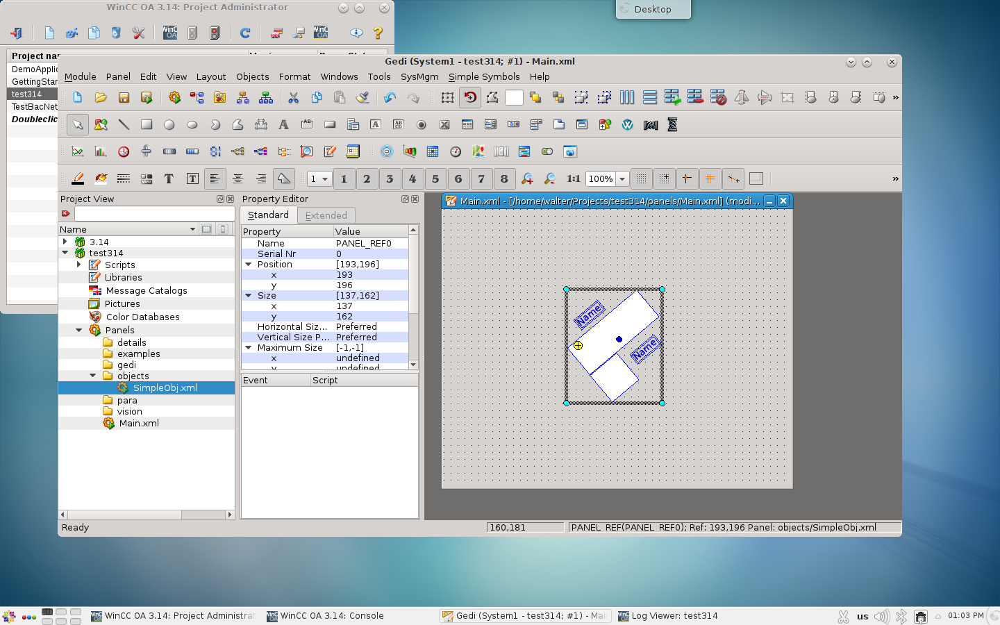 WinCC OA 3.14: Project Administrator
Desktop
Project nar
DemoApplic
GettingStar
test314
TestBacNet
Doubleclic
Gedi (System1 - test314; #1) - Main.xml
Module Panel Edit View Layout Objects Format Windows Tools SysMgm Simple Symbols Help
1 1 2 3 4 5 6 7 8 1:1 100%
Project View
Name
3.14
test314
Scripts
Libraries
Message Catalogs
Pictures
Color Databases
Panels
details
examples
gedi
objects
SimpleObj.xml
para
vision
Main.xml
Property Editor
Standard Extended
Property Value
Name PANEL_REF0
Serial Nr 0
Position [193,196]
x 193
y 196
Size [137,162]
x 137
y 162
Horizontal Siz... Preferred
Vertical Size P... Preferred
Maximum Size [-1,-1]
x undefined
y undefined
Event Script
Main.xml - [/home/walter/Projects/test314/panels/Main.xml] (modi...
Name
Name
Ready
160,181
PANEL_REF(PANEL_REF0); Ref: 193,196 Panel: objects/SimpleObj.xml
WinCC OA 3.14: Project Administrat
WinCC OA 3.14: Console
Gedi (System1 - test314; #1) - Mai
Log Viewer: test314
us
01:03 PM